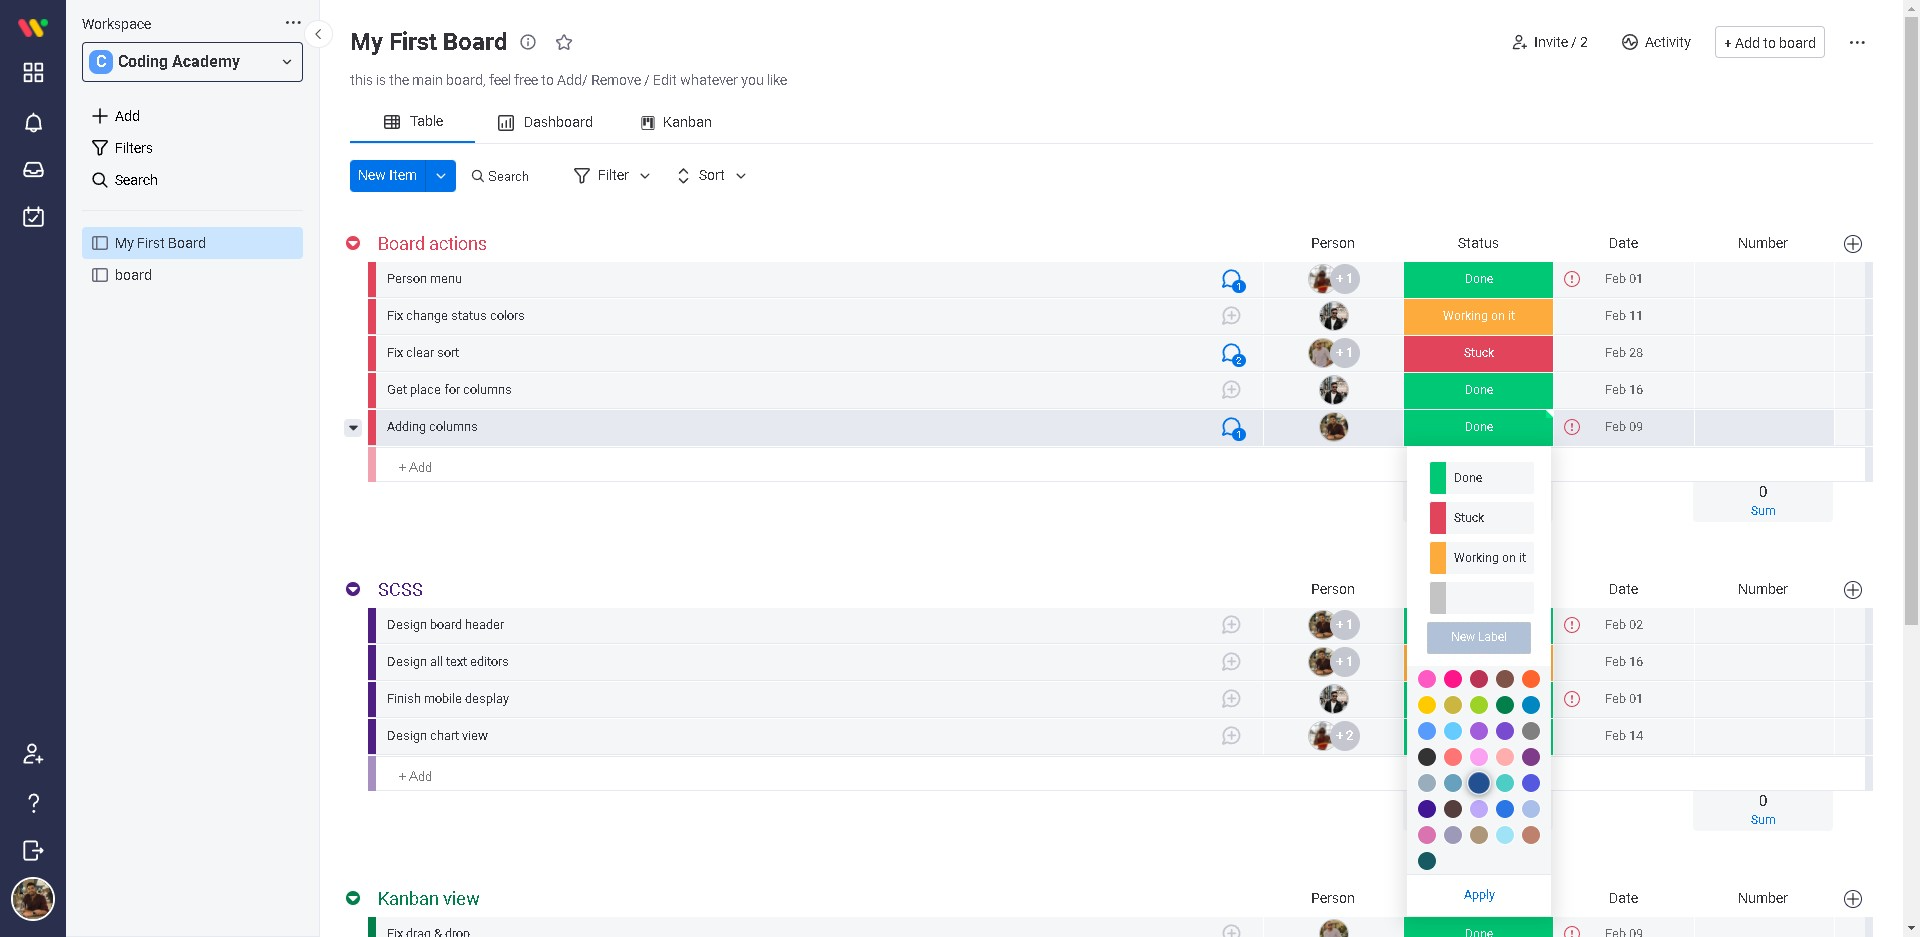 Workspace
C Coding Academy
Add
Filters
Search
My First Board
board
My First Board
Invite / 2
Activity
+ Add to board
this is the main board, feel free to Add/ Remove / Edit whatever you like
Table
Dashboard
Kanban
New Item
Search
Filter
Sort
Board actions
Person
Status
Date
Number
Person menu
1
+ 1
Done
Feb 01
Fix change status colors
Working on it
Feb 11
Fix clear sort
2
+ 1
Stuck
Feb 28
Get place for columns
Done
Feb 16
Adding columns
1
Done
Feb 09
+ Add
Done
Stuck
Working on it
New Label
Apply
0
Sum
SCSS
Person
Date
Number
Design board header
+ 1
Feb 02
Design all text editors
+ 1
Feb 16
Finish mobile desplay
Feb 01
Design chart view
+ 2
Feb 14
+ Add
0
Sum
Kanban view
Person
Date
Number
Fix drag & drop
Done
Feb 09